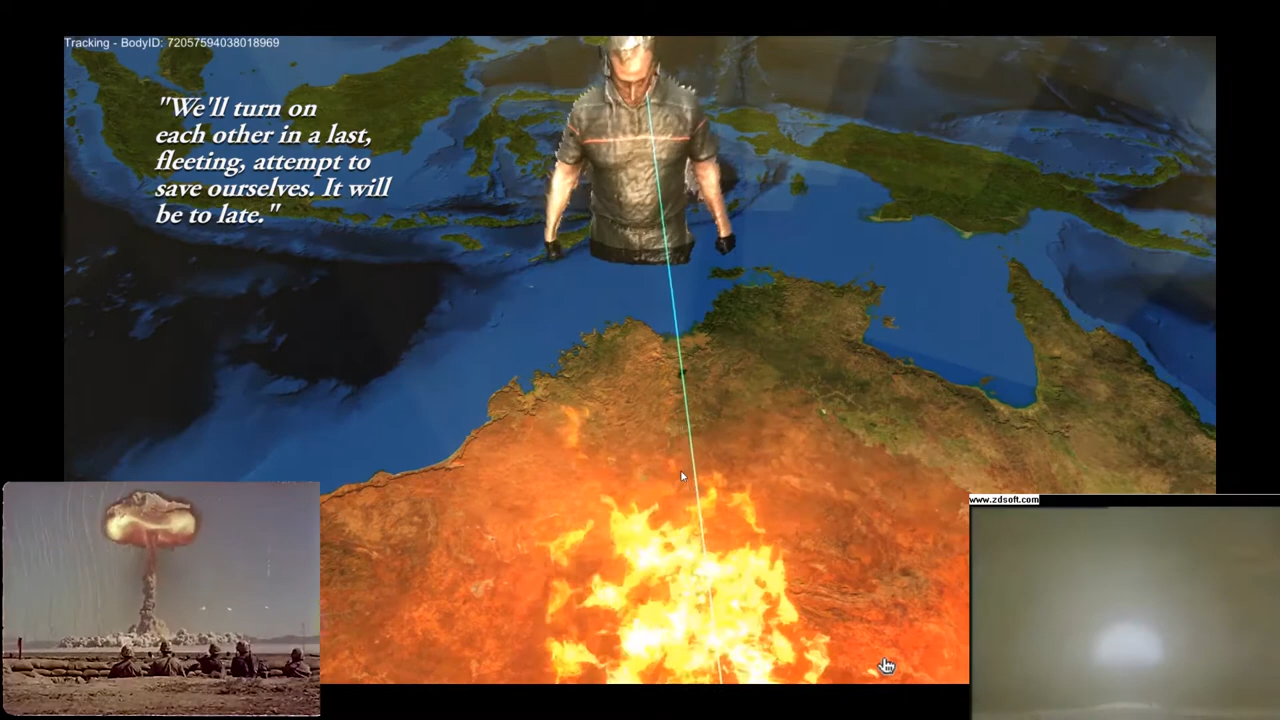 Tracking - BodyID: 72057594038018969
"We'll turn on
each other in a last,
fleeting, attempt to
save ourselves. It will
be to late."
www.zdsoft.com